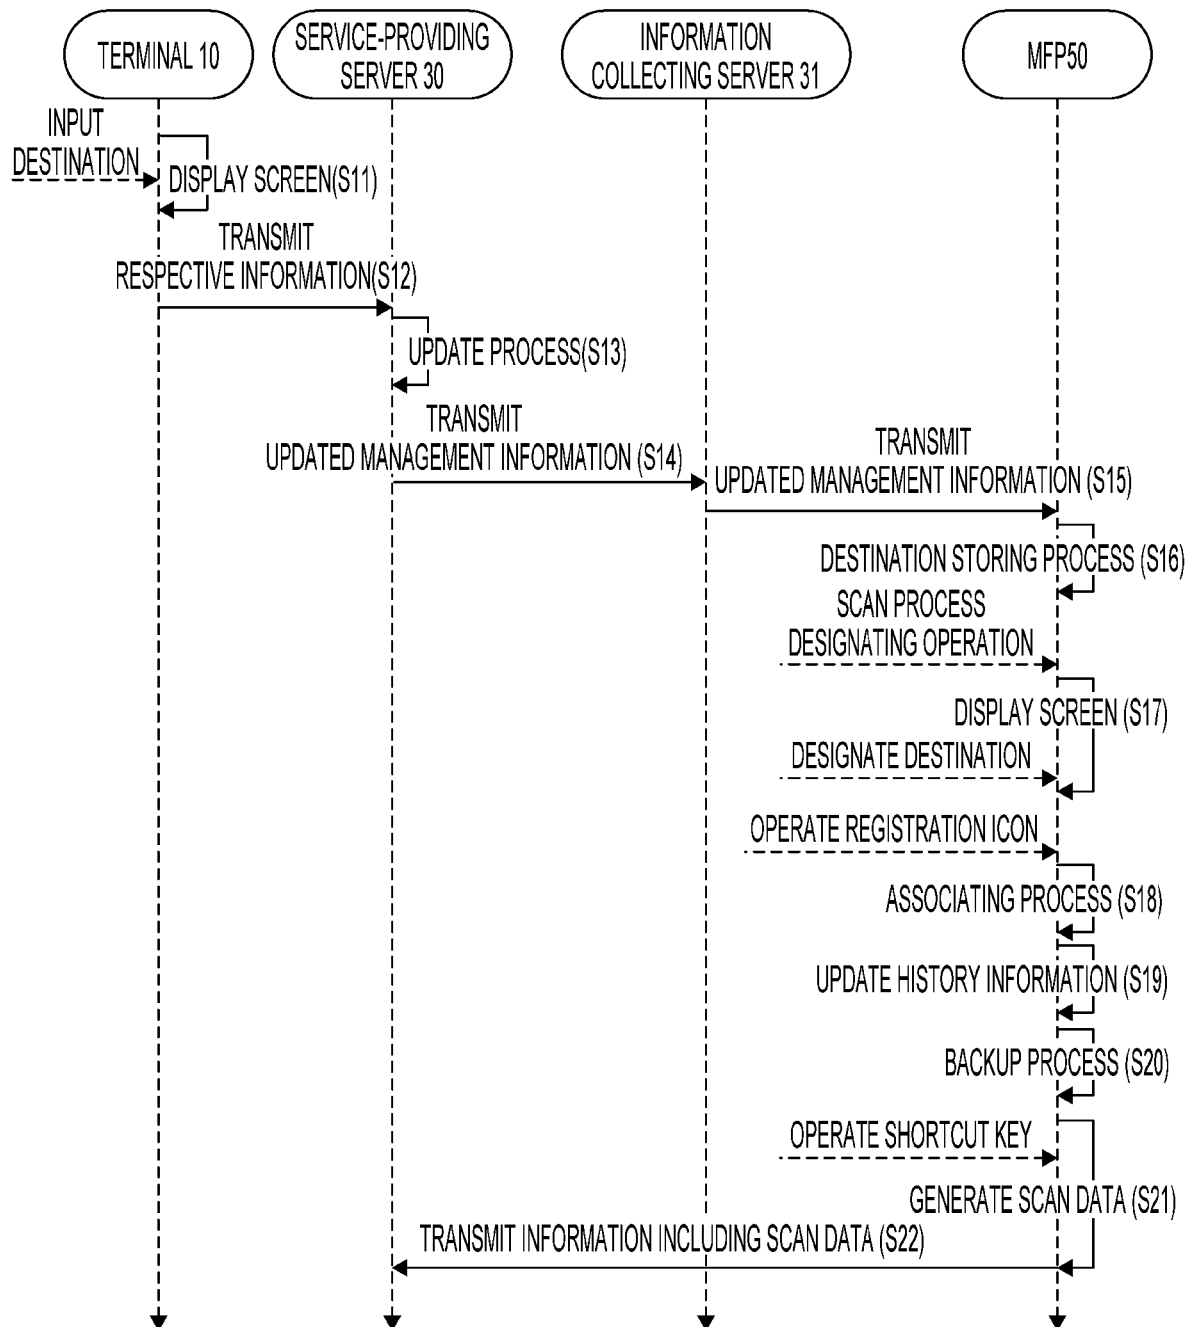 TERMINAL 10
SERVICE-PROVIDING
SERVER 30
INFORMATION
COLLECTING SERVER 31
MFP50
INPUT
DESTINATION
DISPLAY SCREEN(S11)
TRANSMIT
RESPECTIVE INFORMATION(S12)
UPDATE PROCESS(S13)
TRANSMIT
UPDATED MANAGEMENT INFORMATION (S14)
TRANSMIT
UPDATED MANAGEMENT INFORMATION (S15)
DESTINATION STORING PROCESS (S16)
SCAN PROCESS
DESIGNATING OPERATION
DISPLAY SCREEN (S17)
DESIGNATE DESTINATION
OPERATE REGISTRATION ICON
ASSOCIATING PROCESS (S18)
UPDATE HISTORY INFORMATION (S19)
BACKUP PROCESS (S20)
OPERATE SHORTCUT KEY
GENERATE SCAN DATA (S21)
TRANSMIT INFORMATION INCLUDING SCAN DATA (S22)